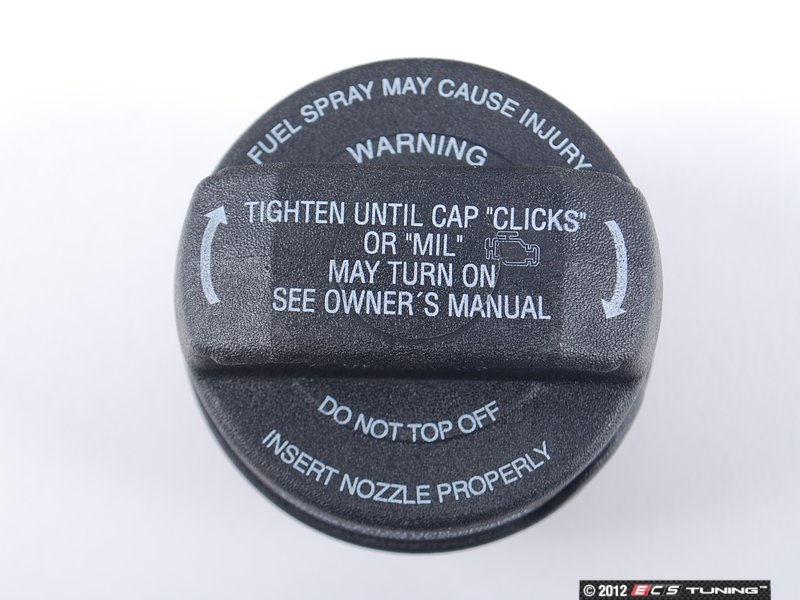 FUEL SPRAY MAY CAUSE INJURY
WARNING
TIGHTEN UNTIL CAP "CLICKS"
OR "MIL"
MAY TURN ON
SEE OWNER´S MANUAL
DO NOT TOP OFF
INSERT NOZZLE PROPERLY
© 2012 ECS TUNING™